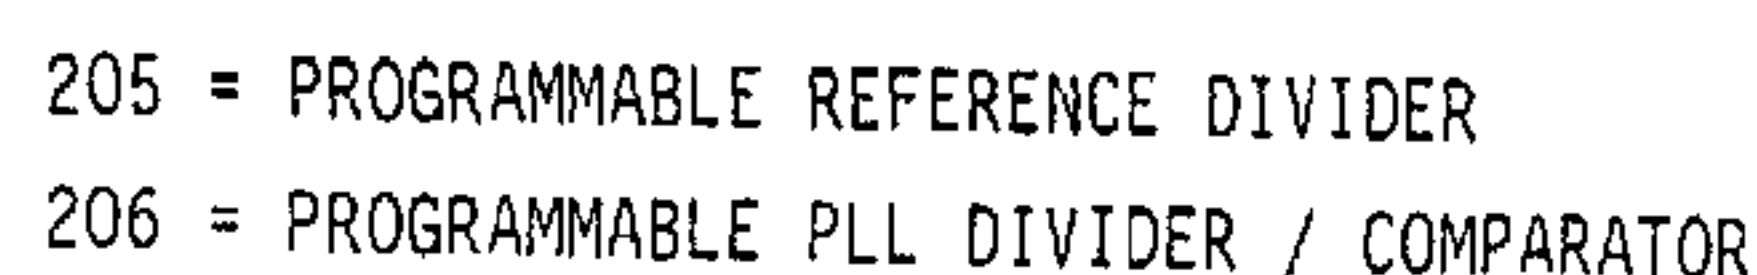 205 = PROGRAMMABLE REFERENCE DIVIDER
206 = PROGRAMMABLE PLL DIVIDER / COMPARATOR